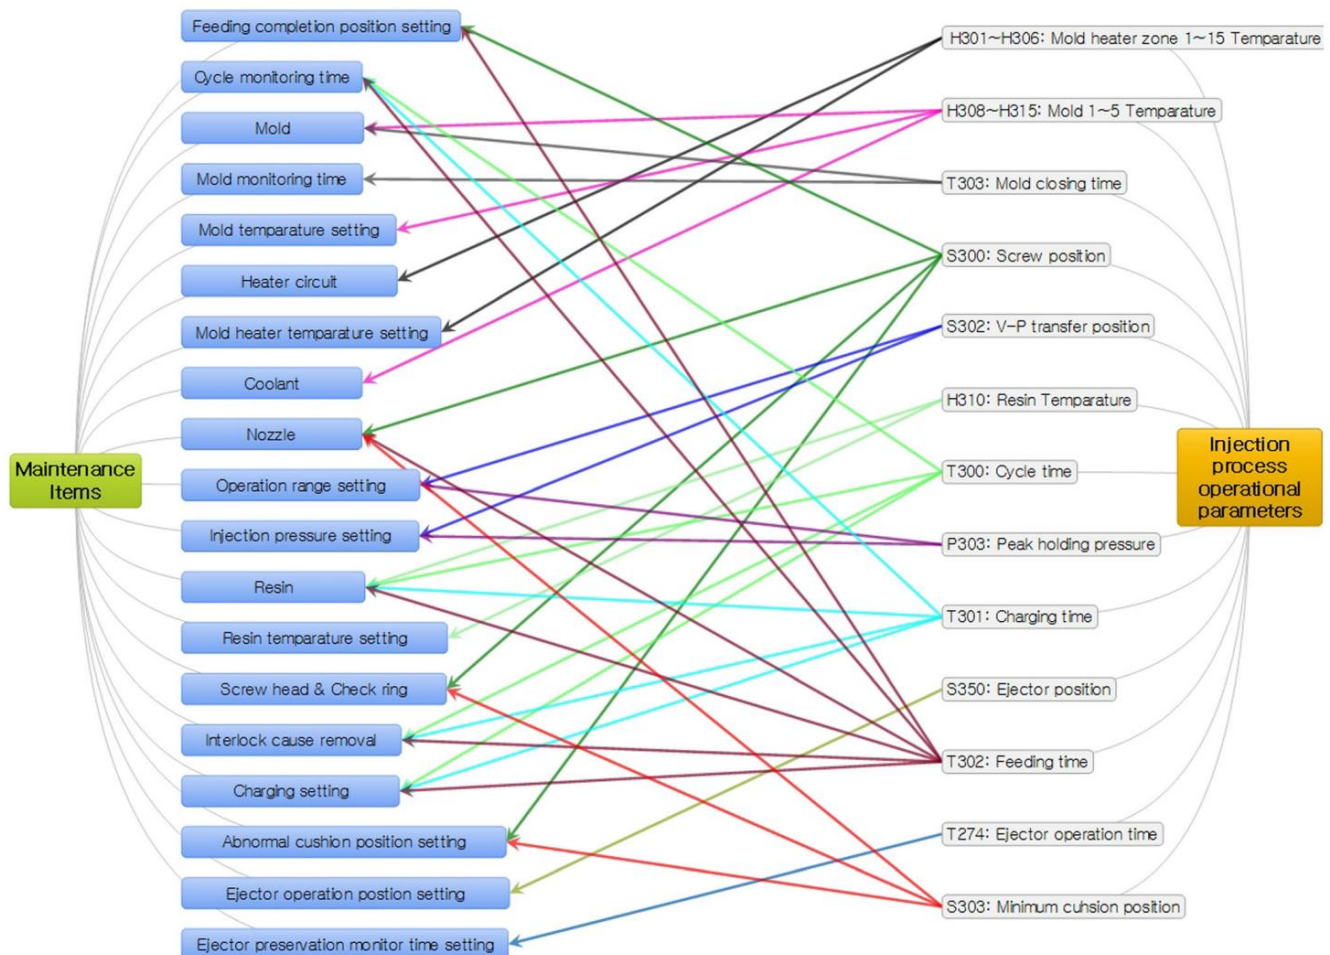 Maintenance
Items
Feeding completion position setting
Cycle monitoring time
Mold
Mold monitoring time
Mold temparature setting
Heater circuit
Mold heater temparature setting
Coolant
Nozzle
Operation range setting
Injection pressure setting
Resin
Resin temparature setting
Screw head & Check ring
Interlock cause removal
Charging setting
Abnormal cushion position setting
Ejector operation postion setting
Ejector preservation monitor time setting
H301~H306: Mold heater zone 1~15 Temparature
H308~H315: Mold 1~5 Temparature
T303: Mold closing time
S300: Screw position
S302: V-P transfer position
H310: Resin Temparature
T300: Cycle time
P303: Peak holding pressure
T301: Charging time
S350: Ejector position
T302: Feeding time
T274: Ejector operation time
S303: Minimum cuhsion position
Injection
process
operational
parameters